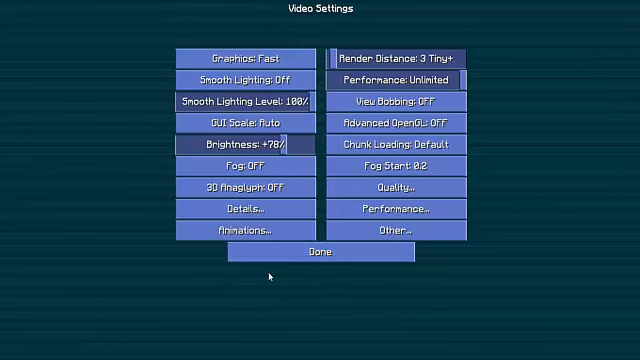 Video Settings
Graphics: Fast
Render Distance: 3 Tiny+
Smooth Lighting: Off
Performance: Unlimited
Smooth Lighting Level: 100%
View Bobbing: OFF
GUI Scale: Auto
Advanced OpenGL: OFF
Brightness: +78%
Chunk Loading: Default
Fog: OFF
Fog Start: 0.2
3D Anaglyph: OFF
Quality...
Details...
Performance...
Animations...
Other...
Done